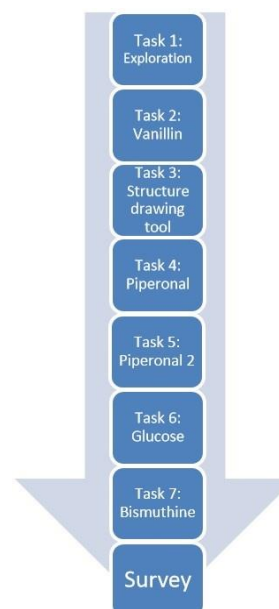 Task 1:
Exploration
Task 2:
Vanillin
Task 3:
Structure
drawing
tool
Task 4:
Piperonal
Task 5:
Piperonal 2
Task 6:
Glucose
Task 7:
Bismuthine
Survey